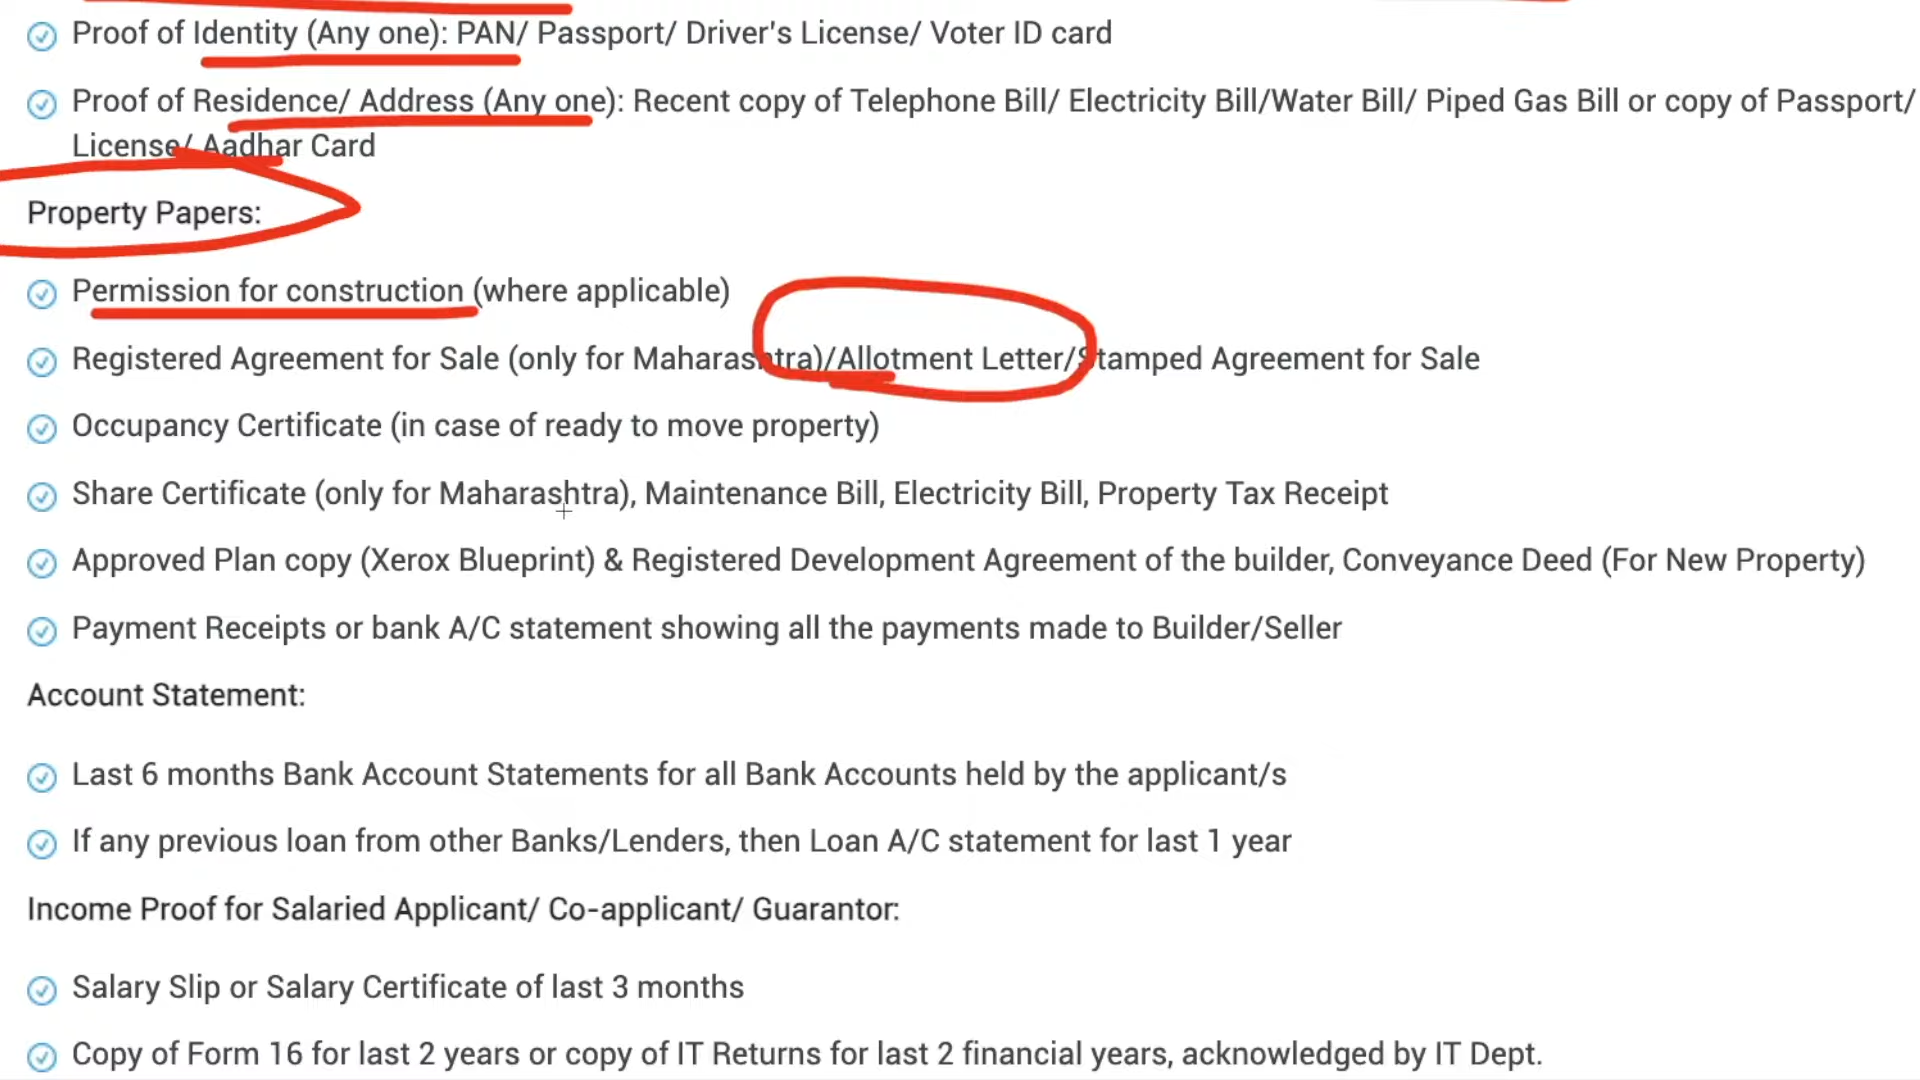 Proof of Identity (Any one): PAN/ Passport/ Driver's License/ Voter ID card
Proof of Residence/ Address (Any one): Recent copy of Telephone Bill/ Electricity Bill/Water Bill/ Piped Gas Bill or copy of Passport/
License/ Aadhar Card
Property Papers:
Permission for construction (where applicable)
Registered Agreement for Sale (only for Maharashtra)/Allotment Letter/Stamped Agreement for Sale
Occupancy Certificate (in case of ready to move property)
Share Certificate (only for Maharashtra), Maintenance Bill, Electricity Bill, Property Tax Receipt
Approved Plan copy (Xerox Blueprint) & Registered Development Agreement of the builder, Conveyance Deed (For New Property)
Payment Receipts or bank A/C statement showing all the payments made to Builder/Seller
Account Statement:
Last 6 months Bank Account Statements for all Bank Accounts held by the applicant/s
If any previous loan from other Banks/Lenders, then Loan A/C statement for last 1 year
Income Proof for Salaried Applicant/ Co-applicant/ Guarantor:
Salary Slip or Salary Certificate of last 3 months
Copy of Form 16 for last 2 years or copy of IT Returns for last 2 financial years, acknowledged by IT Dept.